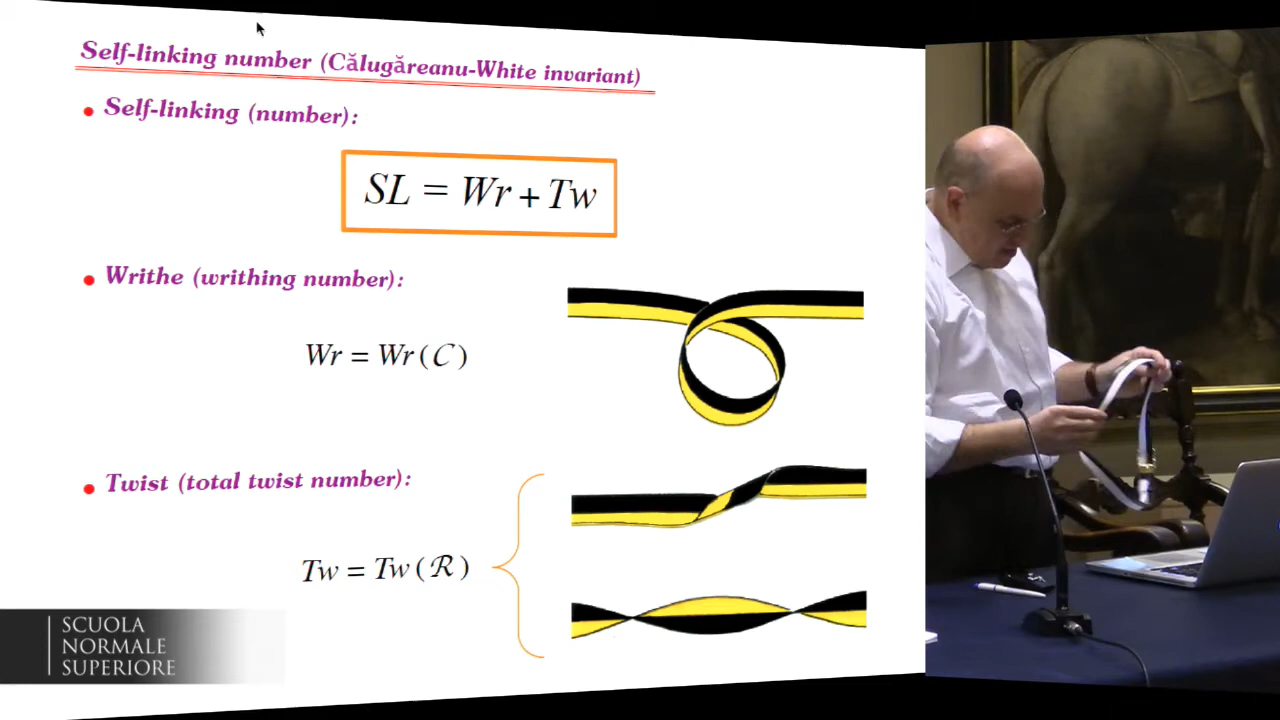 Self-linking number (Călugăreanu-White invariant)
• Self-linking (number):
SL = Wr + Tw
• Writhe (writhing number):
Wr = Wr(C)
• Twist (total twist number):
Tw = Tw(R)
SCUOLA
NORMALE
SUPERIORE